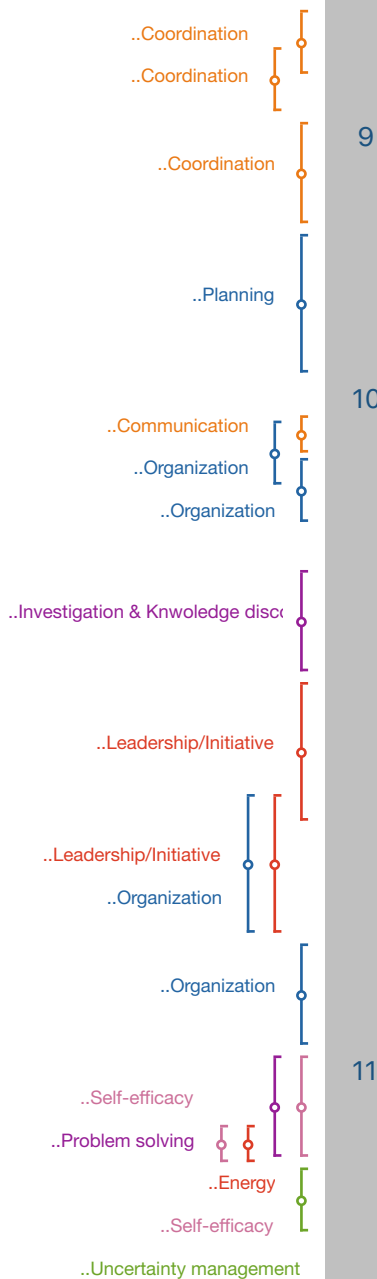 ..Coordination
..Coordination
9
..Coordination
..Planning
10
..Communication
..Organization
..Organization
..Investigation & Knwoledge disc
..Leadership/Initiative
..Leadership/Initiative
..Organization
..Organization
11
..Self-efficacy
..Problem solving
..Energy
..Self-efficacy
..Uncertainty management